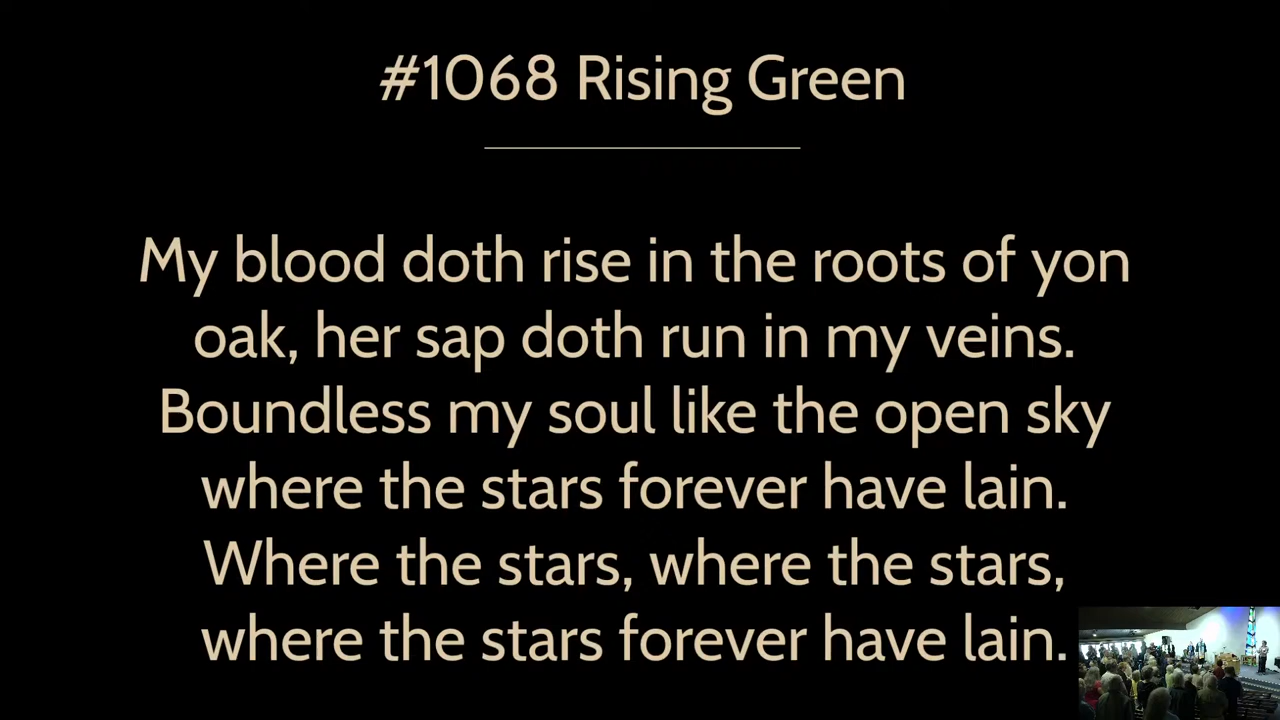 #1068 Rising Green
My blood doth rise in the roots of yon
oak, her sap doth run in my veins.
Boundless my soul like the open sky
where the stars forever have lain.
Where the stars, where the stars,
where the stars forever have lain.